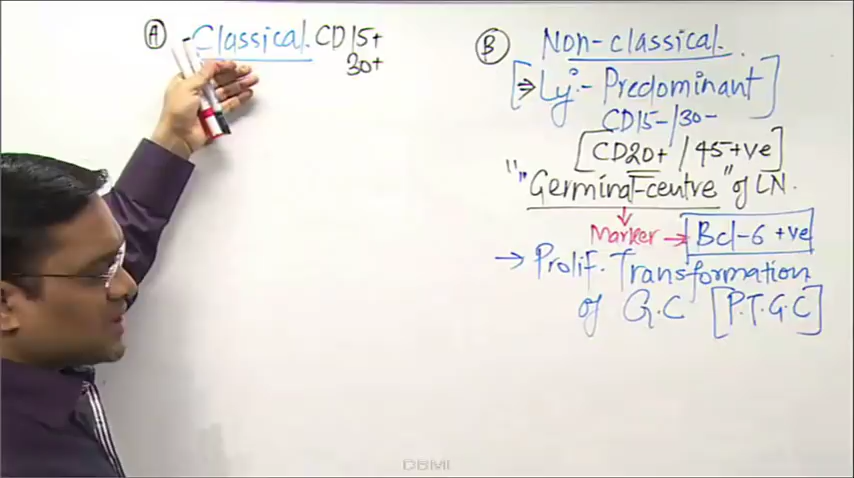 A Classical CD15+
30+
B Non-classical.
[⇒ Ly - Predominant]
CD15-/30-
[CD20+ / 45+ve]
"Germinal-centre" of LN.
Marker → Bcl-6 +ve
→ Prolif. Transformation
of G.C [P.T.G.C]
DBMI